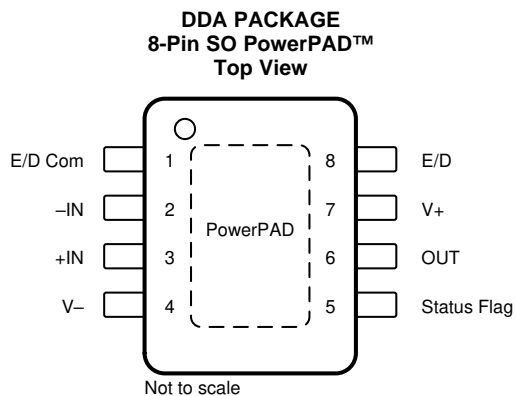 DDA PACKAGE
8-Pin SO PowerPAD™
Top View
E/D Com 1 8 E/D
–IN 2 7 V+
PowerPAD
+IN 3 6 OUT
V– 4 5 Status Flag
Not to scale